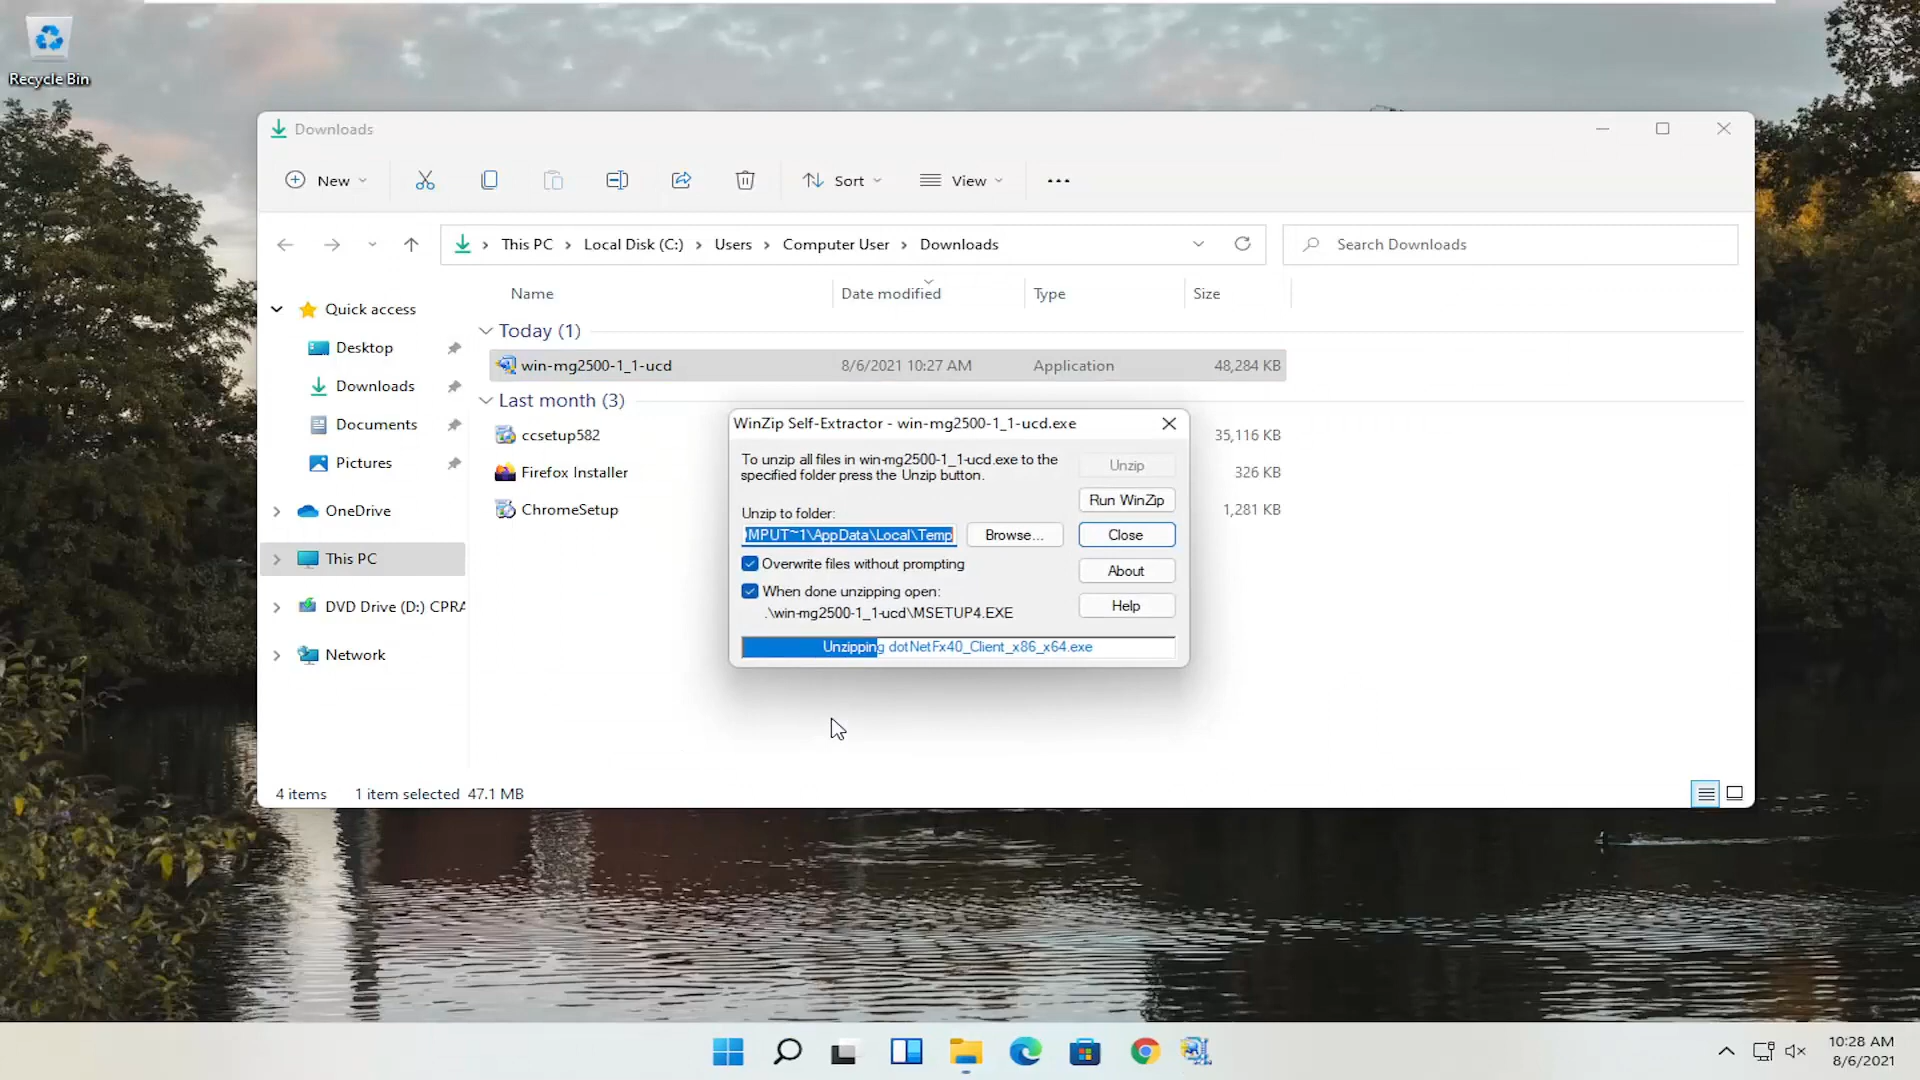 Recycle Bin
Downloads
New
Sort
View
This PC
Local Disk (C:)
Users
Computer User
Downloads
Search Downloads
Name
Date modified
Type
Size
Quick access
Desktop
Downloads
Documents
Pictures
OneDrive
This PC
DVD Drive (D:) CPRA
Network
Today (1)
win-mg2500-1_1-ucd 8/6/2021 10:27 AM Application 48,284 KB
Last month (3)
ccsetup582 35,116 KB
Firefox Installer 326 KB
ChromeSetup 1,281 KB
WinZip Self-Extractor - win-mg2500-1_1-ucd.exe
To unzip all files in win-mg2500-1_1-ucd.exe to the
specified folder press the Unzip button.
Unzip to folder:
MPUT~1\AppData\Local\Temp
Browse...
Overwrite files without prompting
When done unzipping open:
.\win-mg2500-1_1-ucd\MSETUP4.EXE
Unzip
Run WinZip
Close
About
Help
Unzipping dotNetFx40_Client_x86_x64.exe
4 items 1 item selected 47.1 MB
10:28 AM
8/6/2021